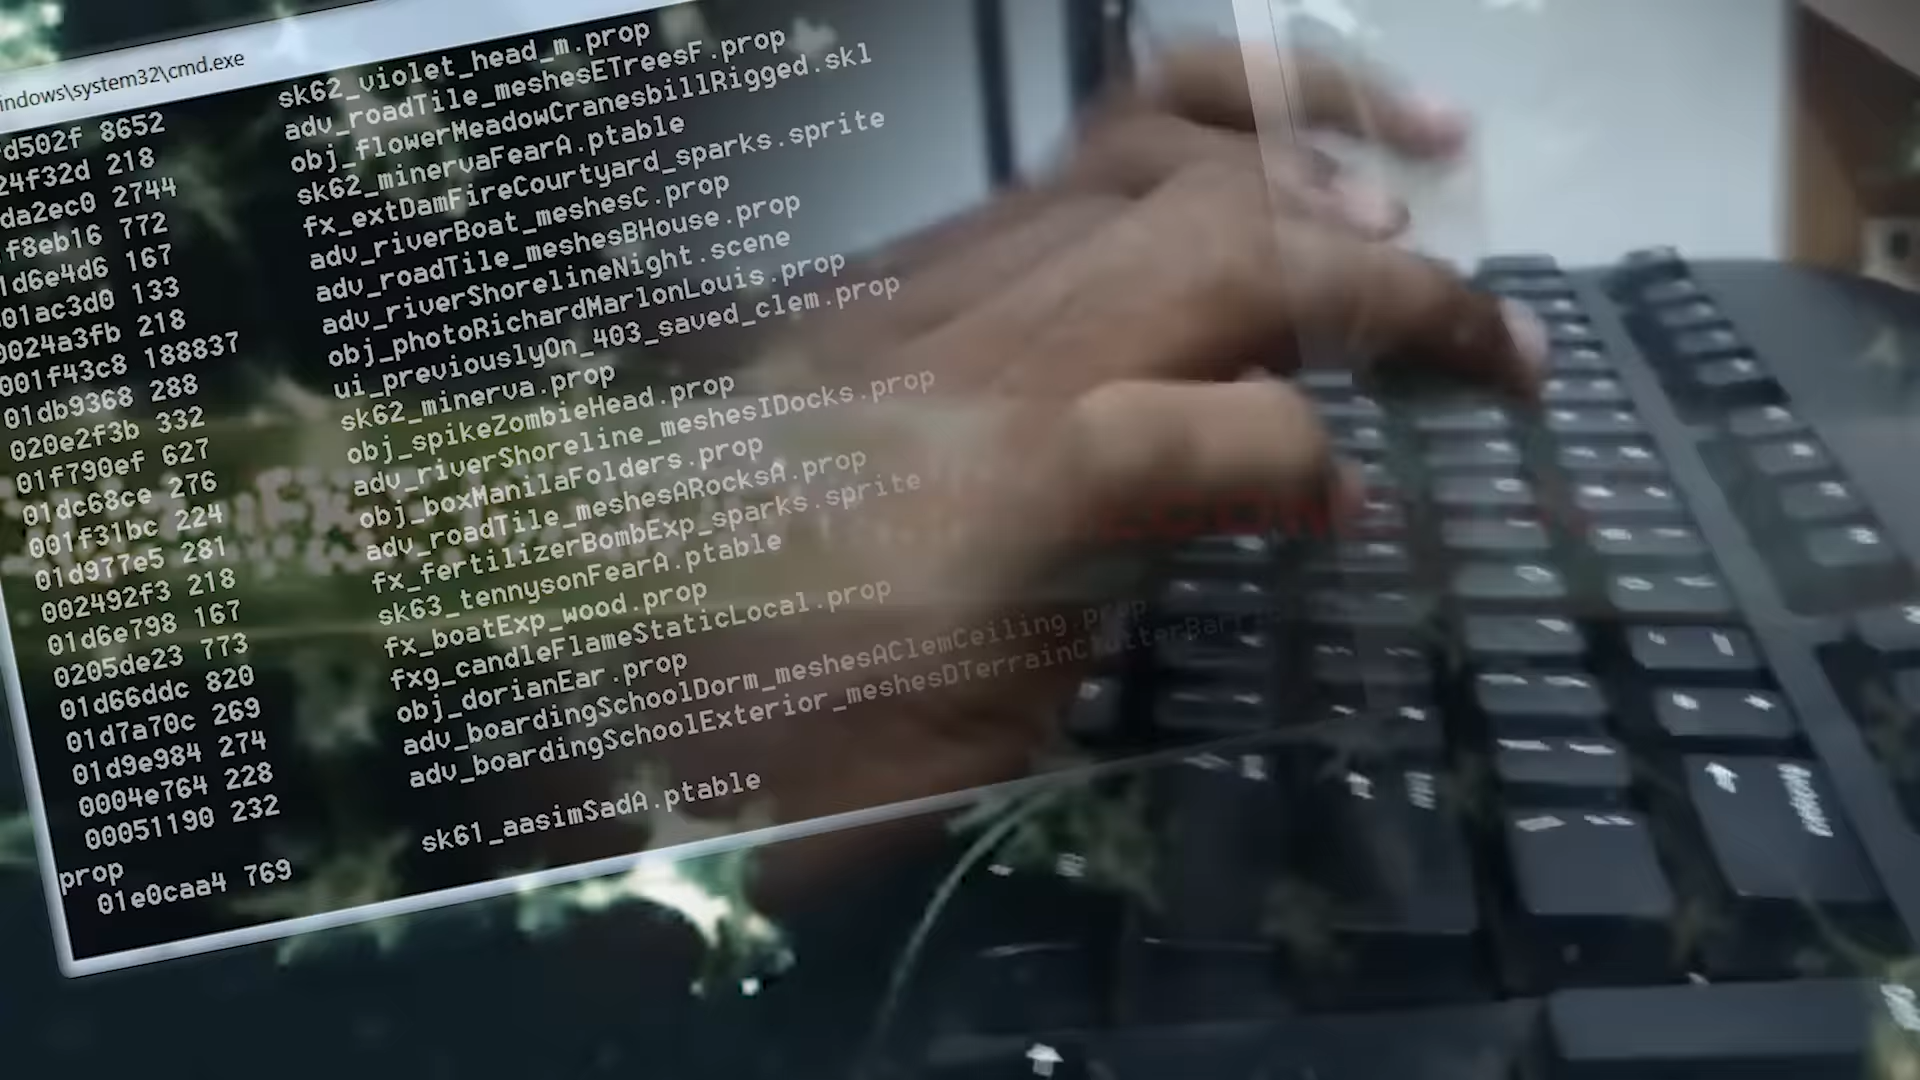 indows\system32\cmd.exe
sk62_violet_head_m.prop
d502f 8652 adv_roadTile_meshesETreesF.prop
24f32d 218 obj_flowerMeadowCranesbillRigged.skl
da2ec0 2744 sk62_minervaFearA.ptable
f8eb16 772 fx_extDamFireCourtyard_sparks.sprite
1d6e4d6 167 adv_riverBoat_meshesC.prop
01ac3d0 133 adv_roadTile_meshesBHouse.prop
0024a3fb 218 adv_riverShorelineNight.scene
001f43c8 188837 obj_photoRichardMarlonLouis.prop
01db9368 288 ui_previouslyOn_403_saved_clem.prop
020e2f3b 332 sk62_minerva.prop
01f790ef 627 obj_spikeZombieHead.prop
01dc68ce 276 adv_riverShoreline_meshesIDocks.prop
001f31bc 224 obj_boxManilaFolders.prop
01d977e5 281 adv_roadTile_meshesARocksA.prop
002492f3 218 fx_fertilizerBombExp_sparks.sprite
01d6e798 167 sk63_tennysonFearA.ptable
0205de23 773 fx_boatExp_wood.prop
01d66ddc 820 fxg_candleFlameStaticLocal.prop
01d7a70c 269 obj_dorianEar.prop
01d9e984 274 adv_boardingSchoolDorm_meshesAClemCeiling.prop
0004e764 228 adv_boardingSchoolExterior_meshesDTerrainClutterBarr
00051190 232
prop
01e0caa4 769 sk61_aasimSadA.ptable